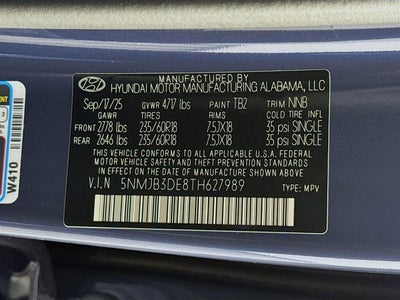 MANUFACTURED BY
HYUNDAI MOTOR MANUFACTURING ALABAMA, LLC
Sep/17/25 GVWR 4717 lbs PAINT TB2 TRIM NNB
GAWR TIRE RIM COLD TIRE INFL
FRONT 2778 lbs 235/60R18 7.5JX18 35 psi SINGLE
REAR 2646 lbs 235/60R18 7.5JX18 35 psi SINGLE
THIS VEHICLE CONFORMS TO ALL APPLICABLE U.S.A. FEDERAL
MOTOR VEHICLE SAFETY, BUMPER, AND THEFT PREVENTION
STANDARDS IN EFFECT ON THE DATE OF MANUFACTURE SHOWN ABOVE.
V.I.N 5NMJB3DE8TH627989 TYPE: MPV
W410